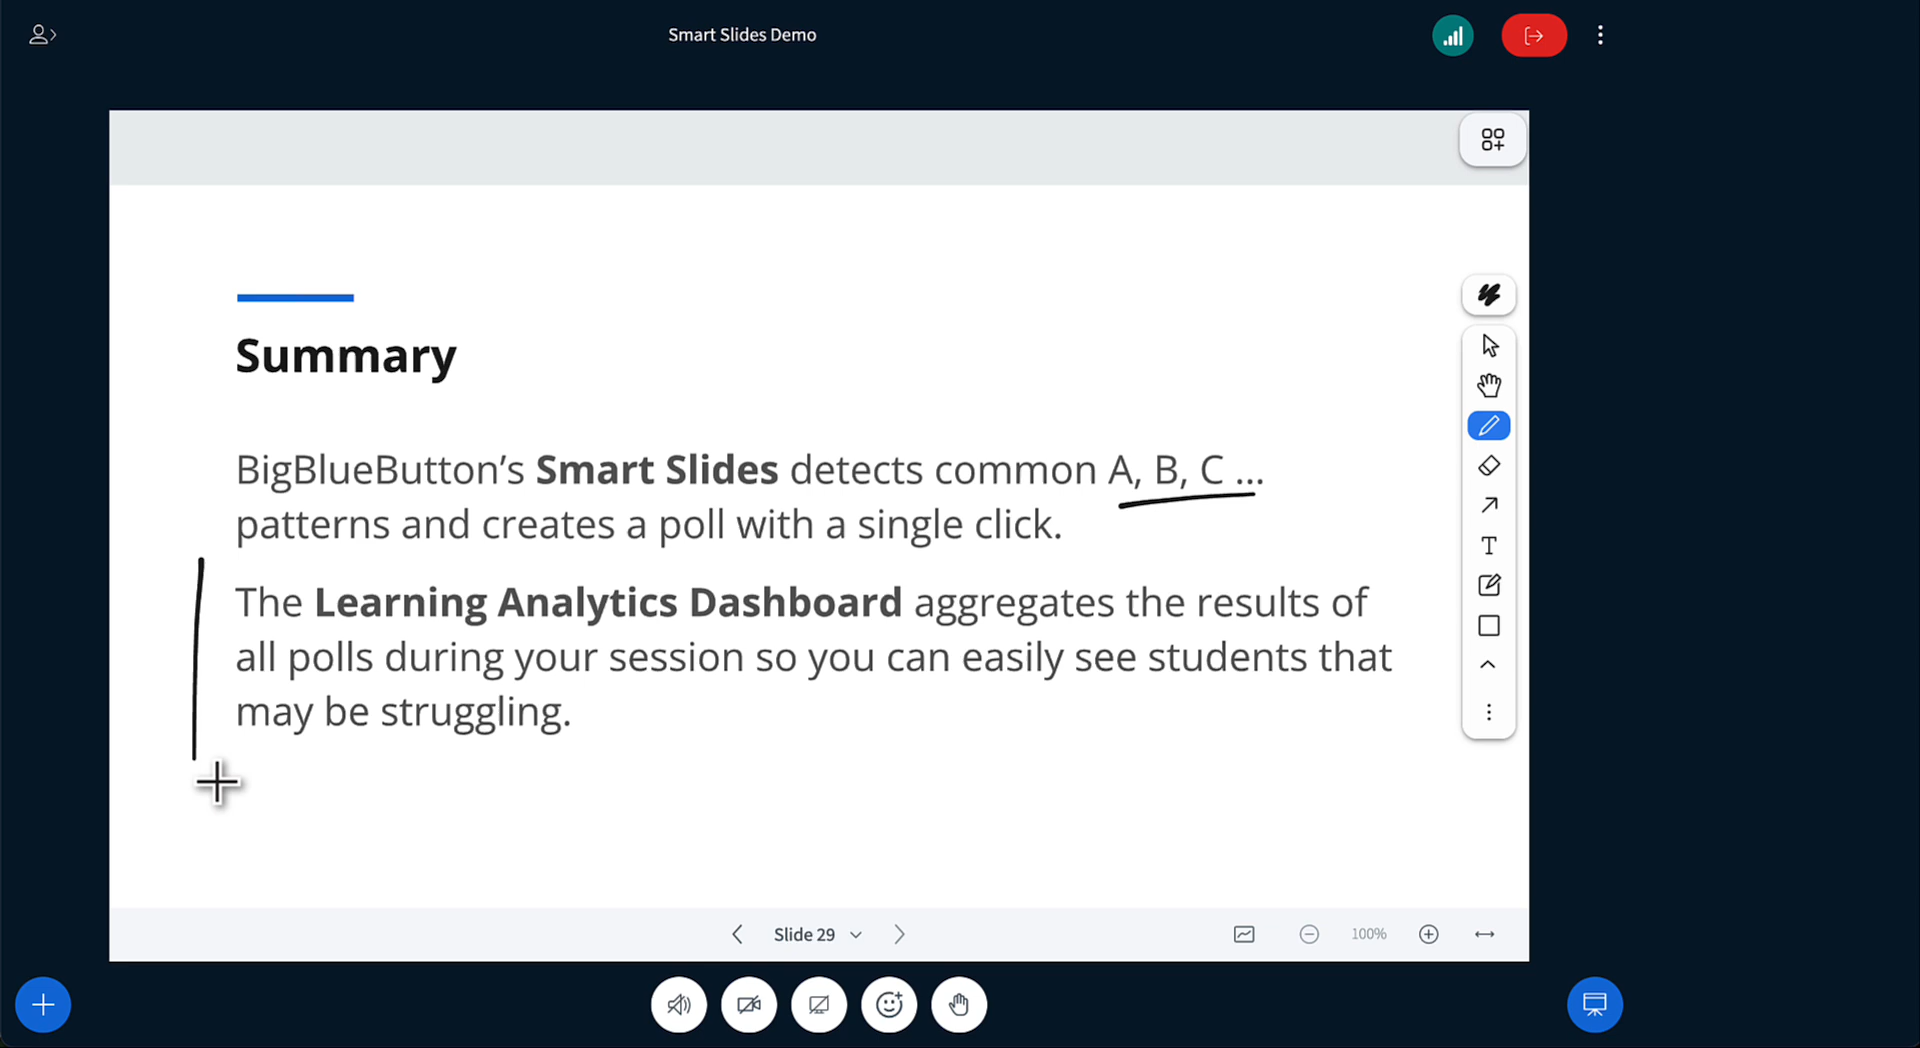 Smart Slides Demo
Summary
BigBlueButton’s Smart Slides detects common A, B, C ...
patterns and creates a poll with a single click.
The Learning Analytics Dashboard aggregates the results of
all polls during your session so you can easily see students that
may be struggling.
Slide 29
100%